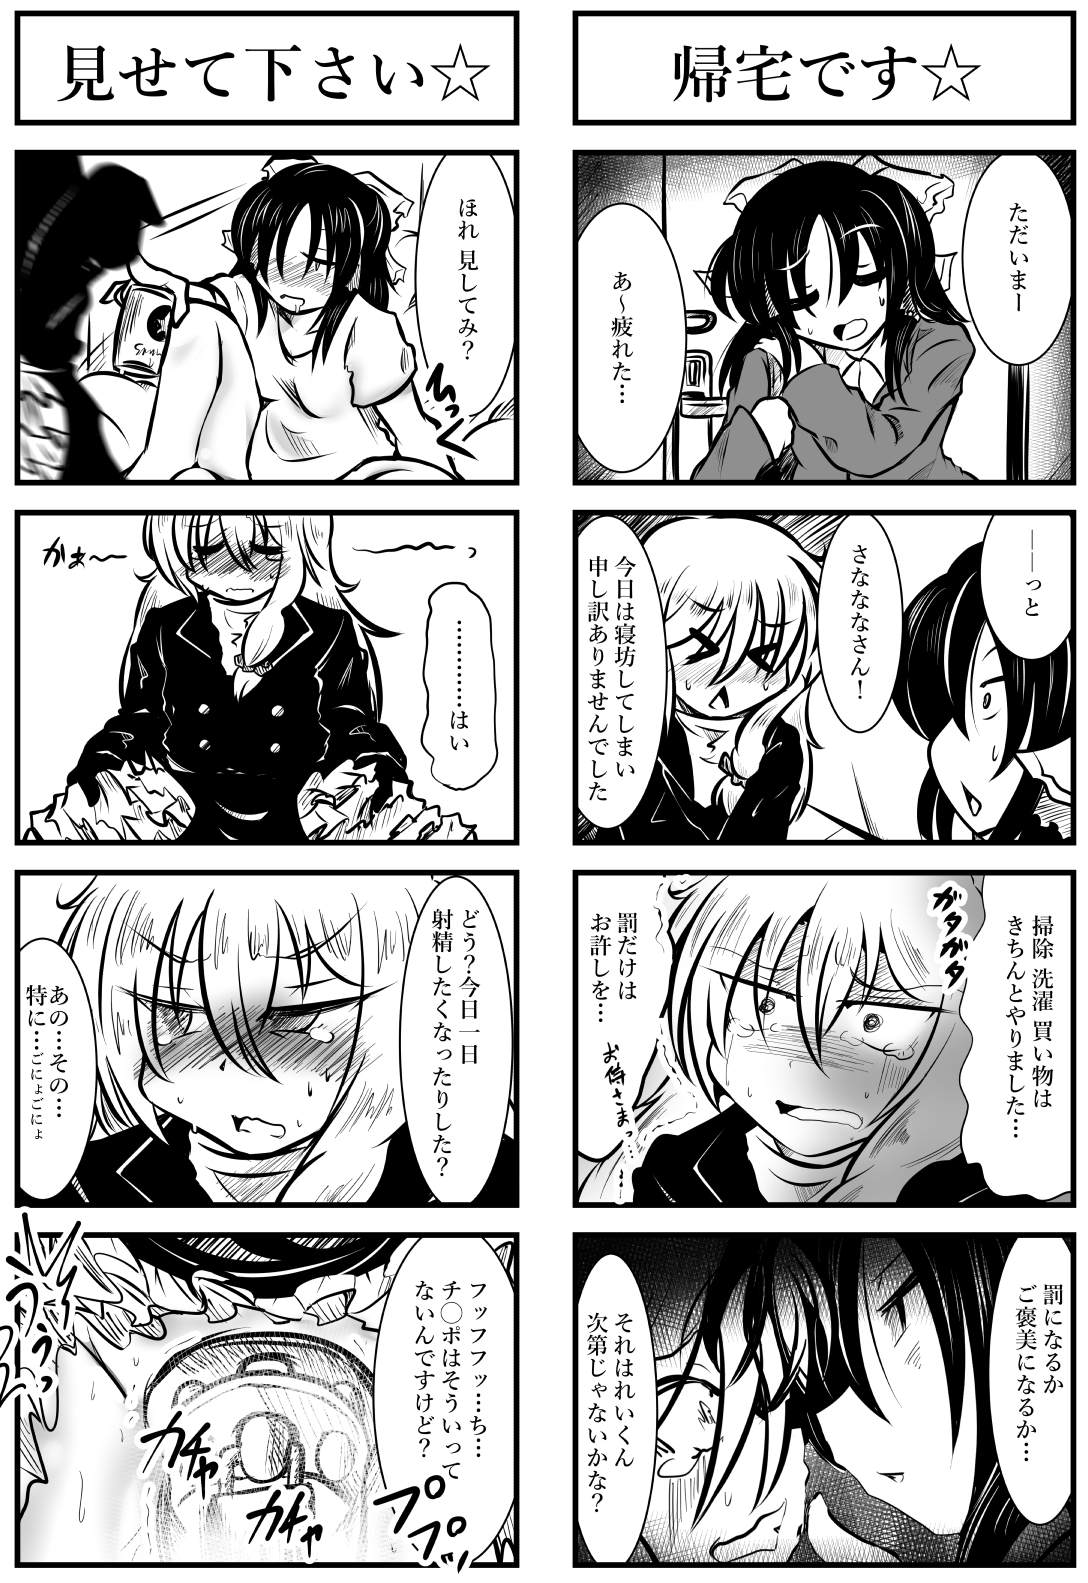 帰宅です☆
ただいまー
あ～疲れた…
――っと
さなななさん！
今日は寝坊してしまい
申し訳ありませんでした
掃除 洗濯 買い物は
きちんとやりました…
ガタガタ
罰だけは
お許しを…
お侍さまっ…
罰になるか
ご褒美になるか…
それはれいくん
次第じゃないかな？
見せて下さい☆
ほれ 見してみ？
ひっく
…………はい
かぁ～
どう？今日一日
射精したくなったりした？
あの…その…
特に…ごにょごにょ
フッフフッ…ち…
チ◯ポはそういって
ないんですけど？
ガチャ
ガチャ
プププッ